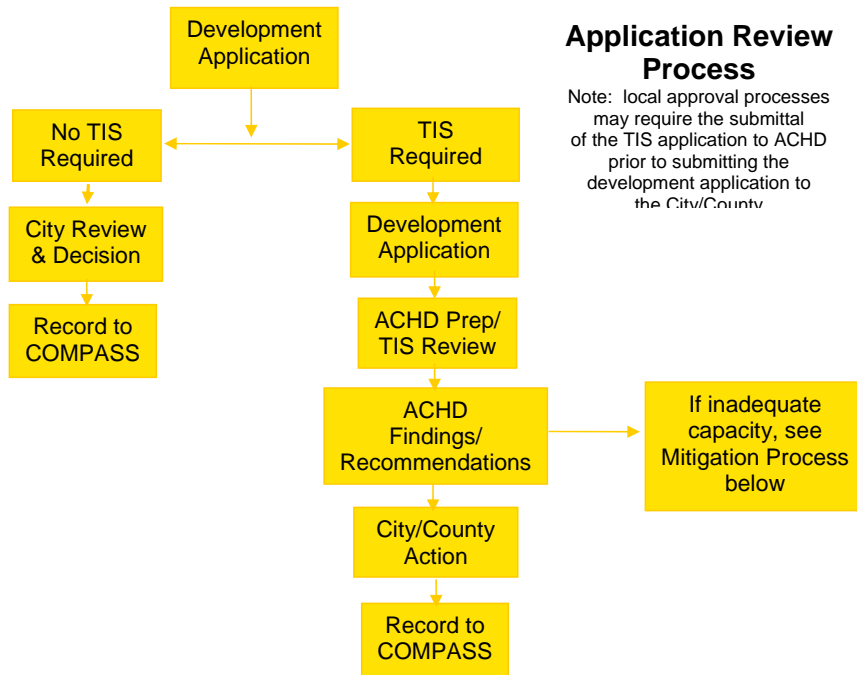 Development
Application
Application Review
Process
Note: local approval processes
may require the submittal
of the TIS application to ACHD
prior to submitting the
development application to
the City/County
No TIS
Required
TIS
Required
City Review
& Decision
Development
Application
Record to
COMPASS
ACHD Prep/
TIS Review
ACHD
Findings/
Recommendations
If inadequate
capacity, see
Mitigation Process
below
City/County
Action
Record to
COMPASS